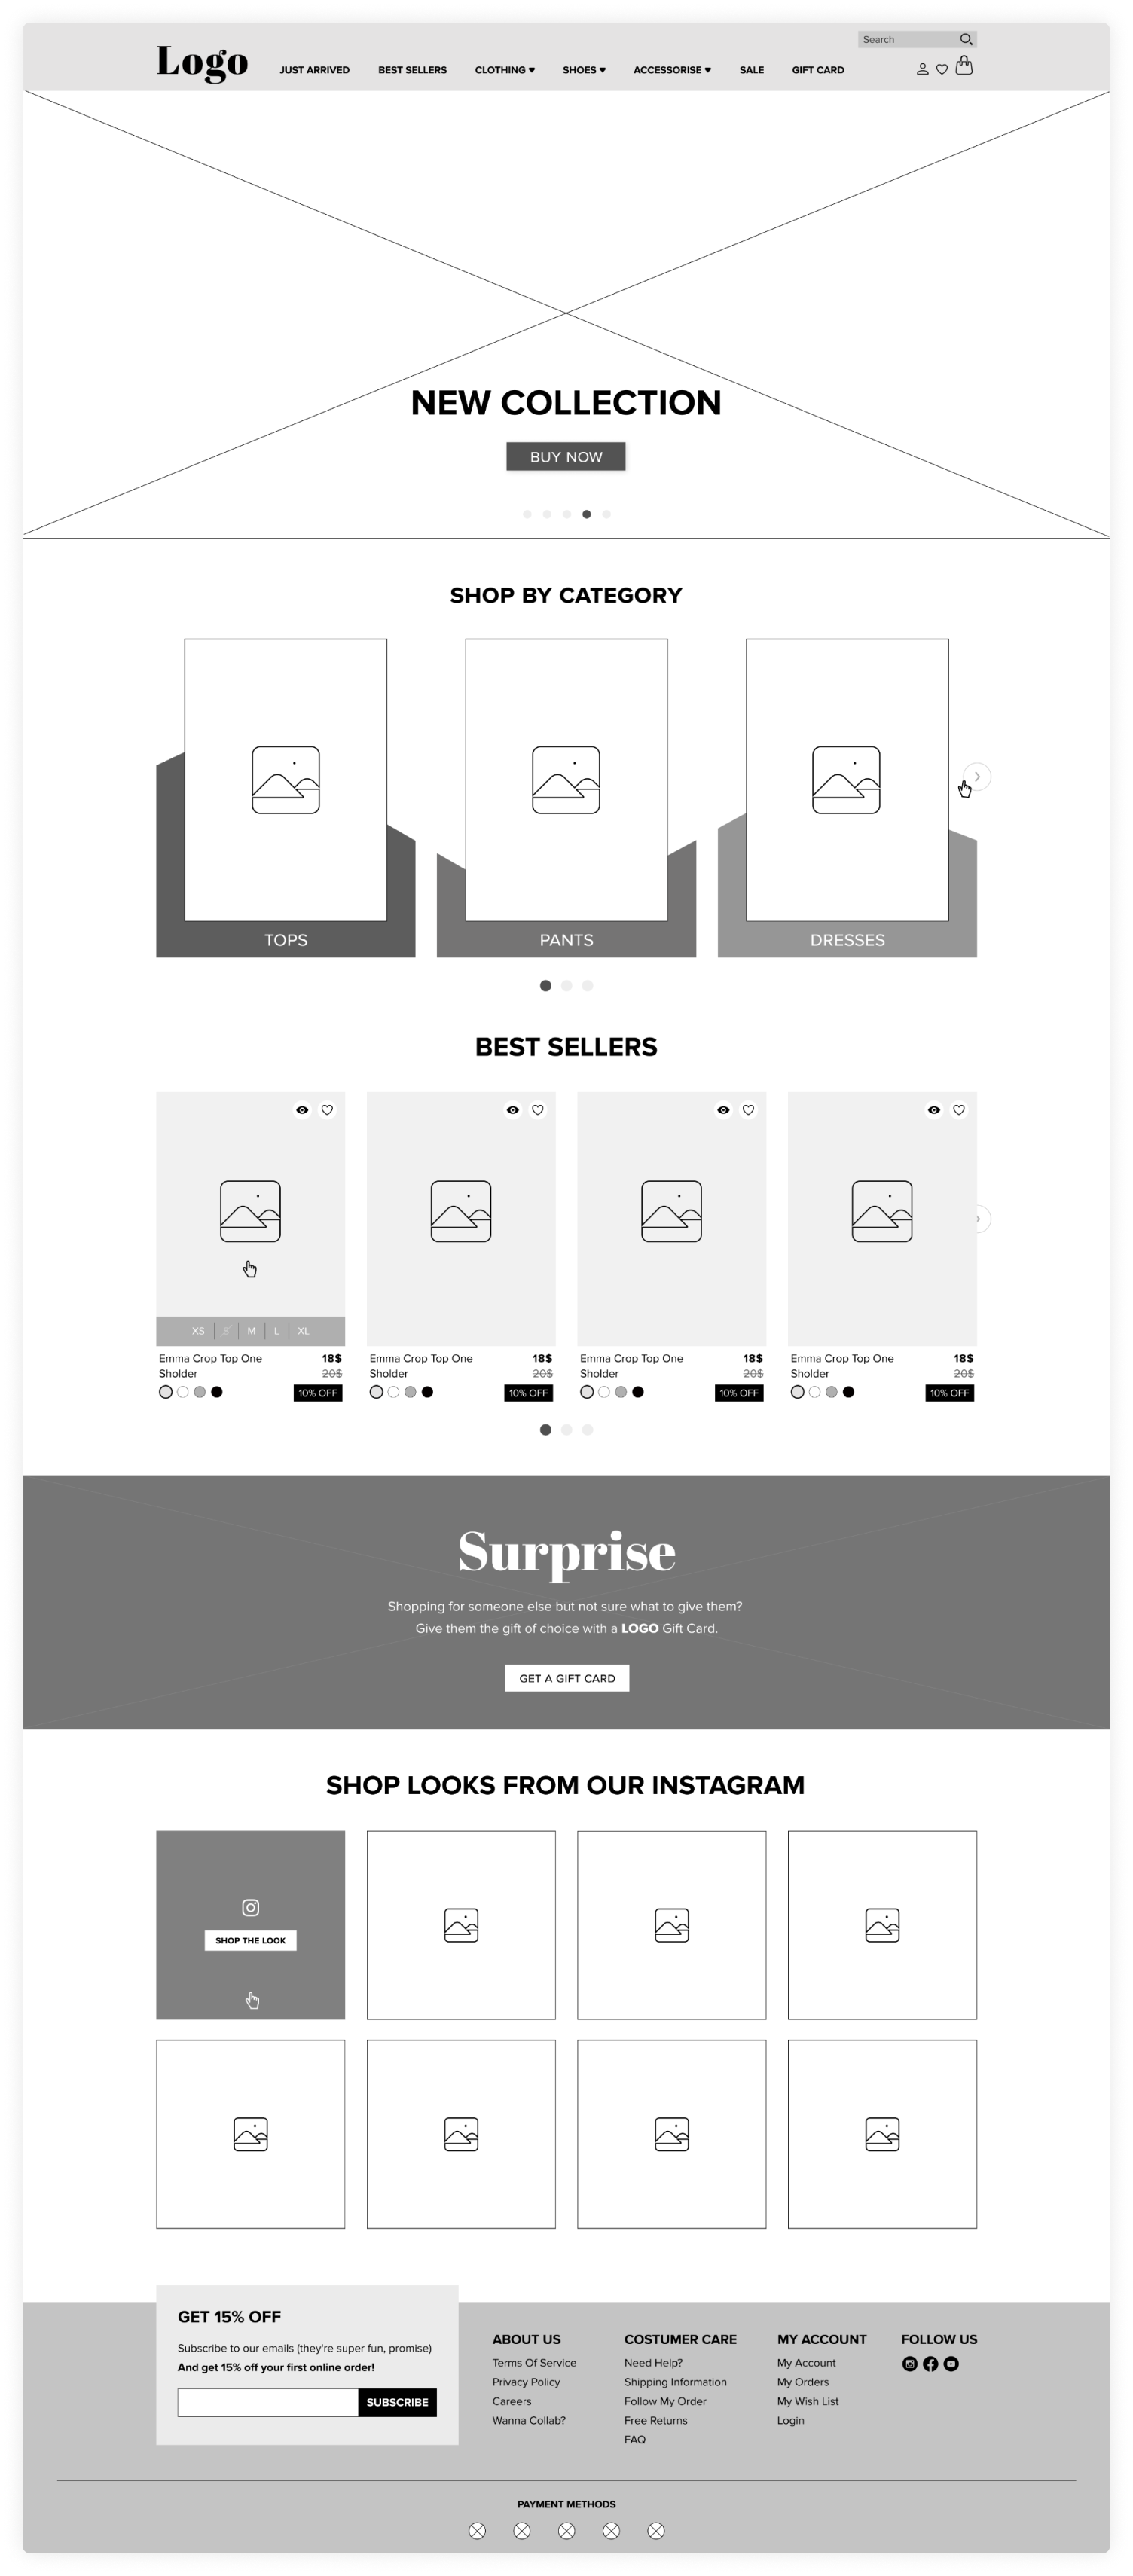 Search
Logo
JUST ARRIVED
BEST SELLERS
CLOTHING
SHOES
ACCESSORISE
SALE
GIFT CARD
NEW COLLECTION
BUY NOW
SHOP BY CATEGORY
TOPS
PANTS
DRESSES
BEST SELLERS
XS S M L XL
Emma Crop Top One 18$
Sholder 20$
10% OFF
Emma Crop Top One 18$
Sholder 20$
10% OFF
Emma Crop Top One 18$
Sholder 20$
10% OFF
Emma Crop Top One 18$
Sholder 20$
10% OFF
Surprise
Shopping for someone else but not sure what to give them?
Give them the gift of choice with a LOGO Gift Card.
GET A GIFT CARD
SHOP LOOKS FROM OUR INSTAGRAM
SHOP THE LOOK
GET 15% OFF
Subscribe to our emails (they're super fun, promise)
And get 15% off your first online order!
SUBSCRIBE
ABOUT US
Terms Of Service
Privacy Policy
Careers
Wanna Collab?
COSTUMER CARE
Need Help?
Shipping Information
Follow My Order
Free Returns
FAQ
MY ACCOUNT
My Account
My Orders
My Wish List
Login
FOLLOW US
PAYMENT METHODS